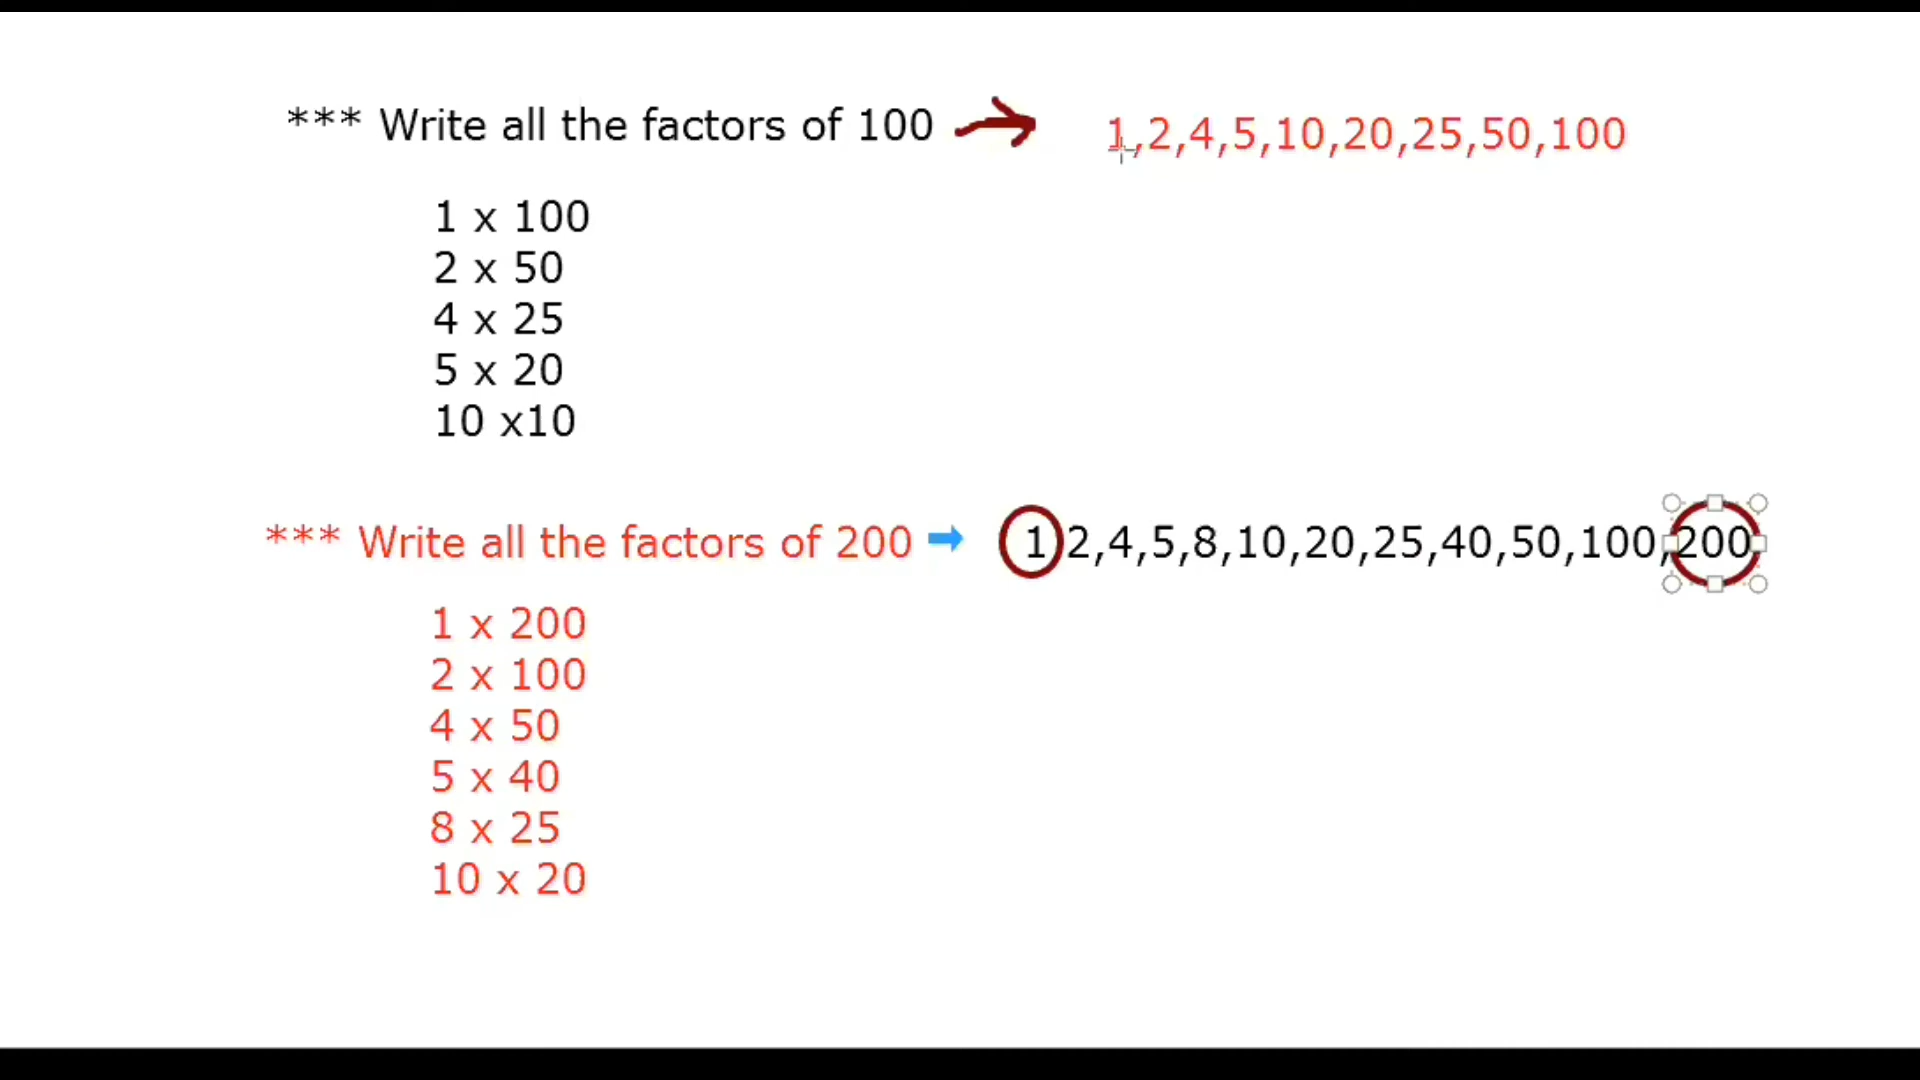 *** Write all the factors of 100
1,2,4,5,10,20,25,50,100
1 x 100
2 x 50
4 x 25
5 x 20
10 x10
*** Write all the factors of 200
1 2,4,5,8,10,20,25,40,50,100,200
1 x 200
2 x 100
4 x 50
5 x 40
8 x 25
10 x 20